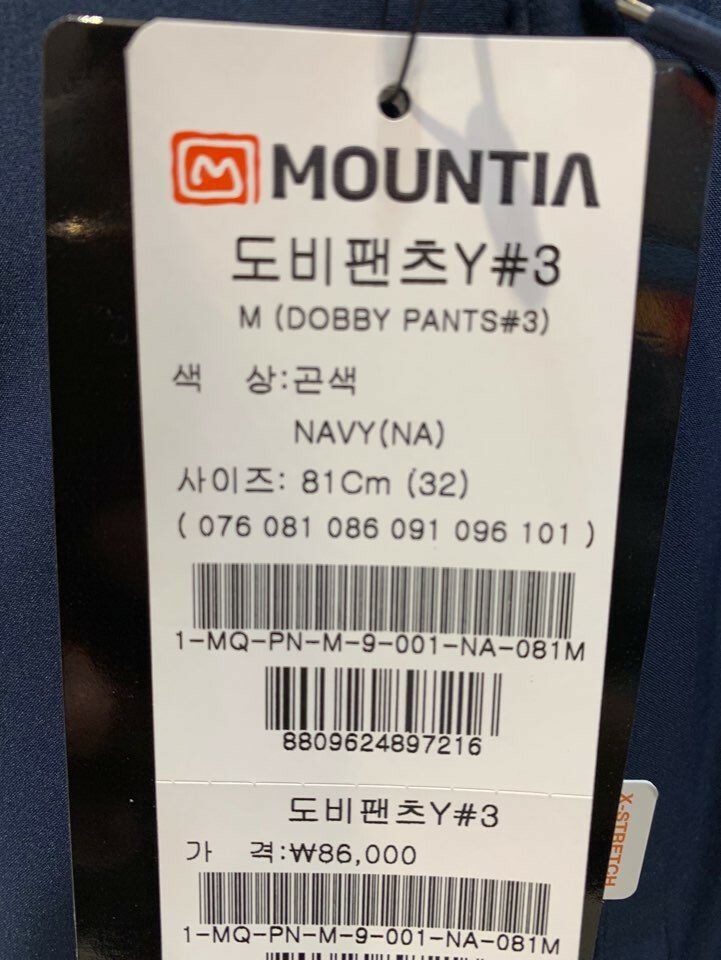 MOUNTIA
도비팬츠Y#3
M (DOBBY PANTS#3)
색 상:곤색
NAVY(NA)
사이즈: 81Cm (32)
( 076 081 086 091 096 101 )
1-MQ-PN-M-9-001-NA-081M
8809624897216
도비팬츠Y#3
가 격:₩86,000
1-MQ-PN-M-9-001-NA-081M
X-STRETCH